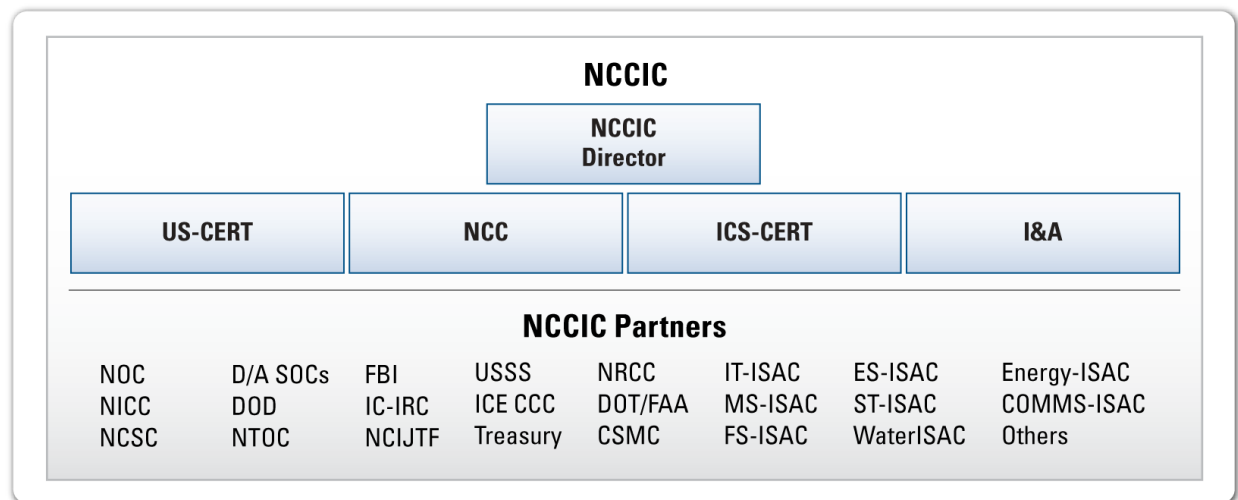 NCCIC
NCCIC
Director
US-CERT
NCC
ICS-CERT
I&A
NCCIC Partners
NOC D/A SOCs FBI USSS NRCC IT-ISAC ES-ISAC Energy-ISAC
NICC DOD IC-IRC ICE CCC DOT/FAA MS-ISAC ST-ISAC COMMS-ISAC
NCSC NTOC NCIJTF Treasury CSMC FS-ISAC WaterISAC Others